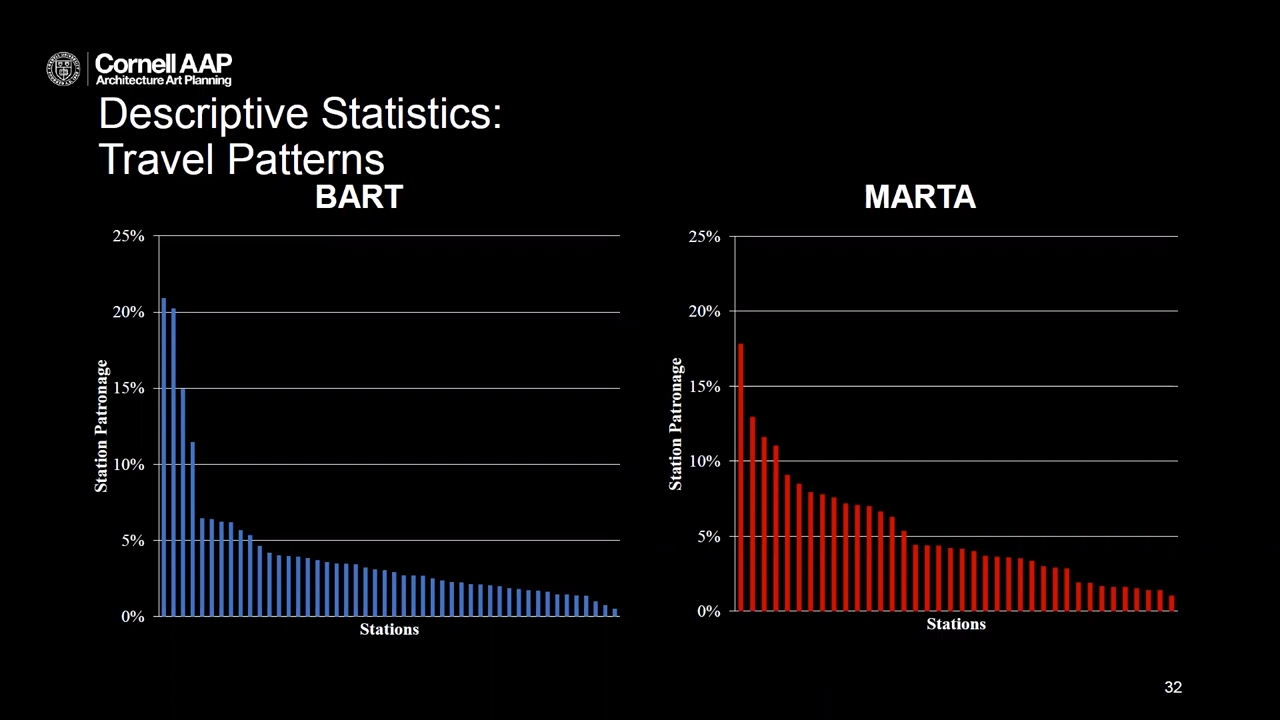 Cornell AAP
Architecture Art Planning
Descriptive Statistics:
Travel Patterns
BART
25%
20%
15%
10%
5%
0%
Station Patronage
Stations
MARTA
25%
20%
15%
10%
5%
0%
Station Patronage
Stations
32